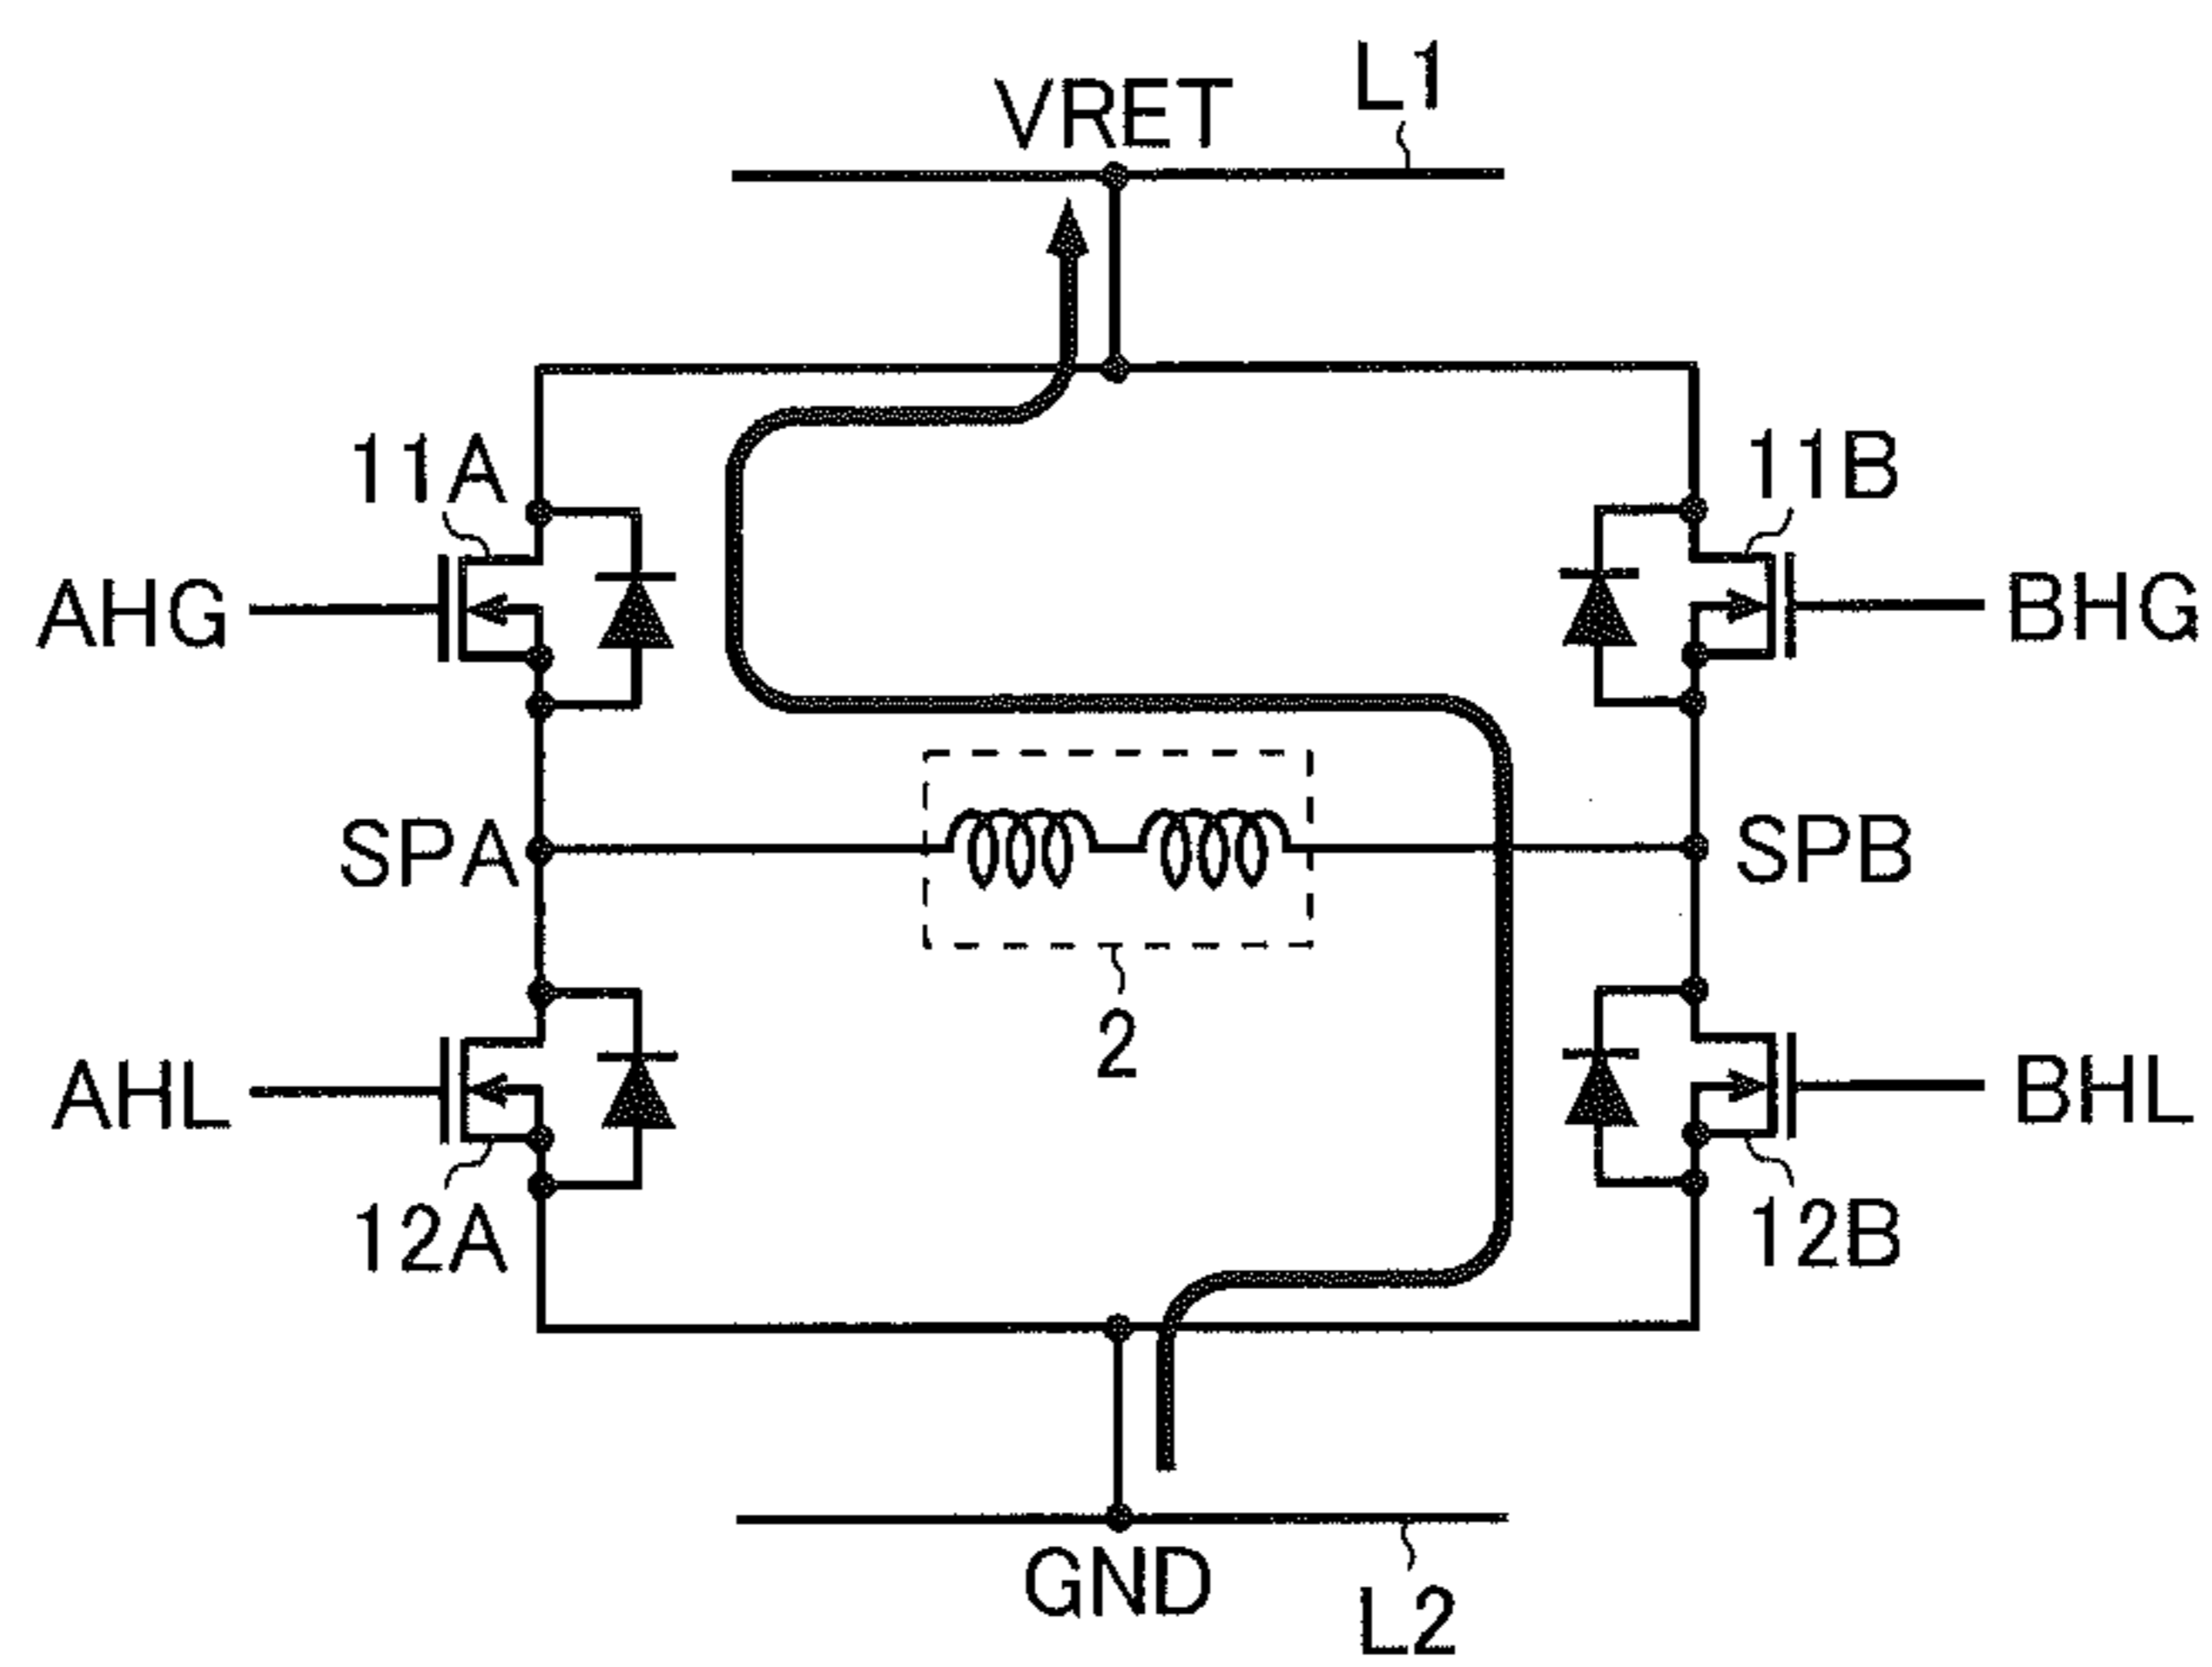 L1
VRET
11A
11B
AHG
BHG
SPA
SPB
2
AHL
BHL
12A
12B
GND
L2